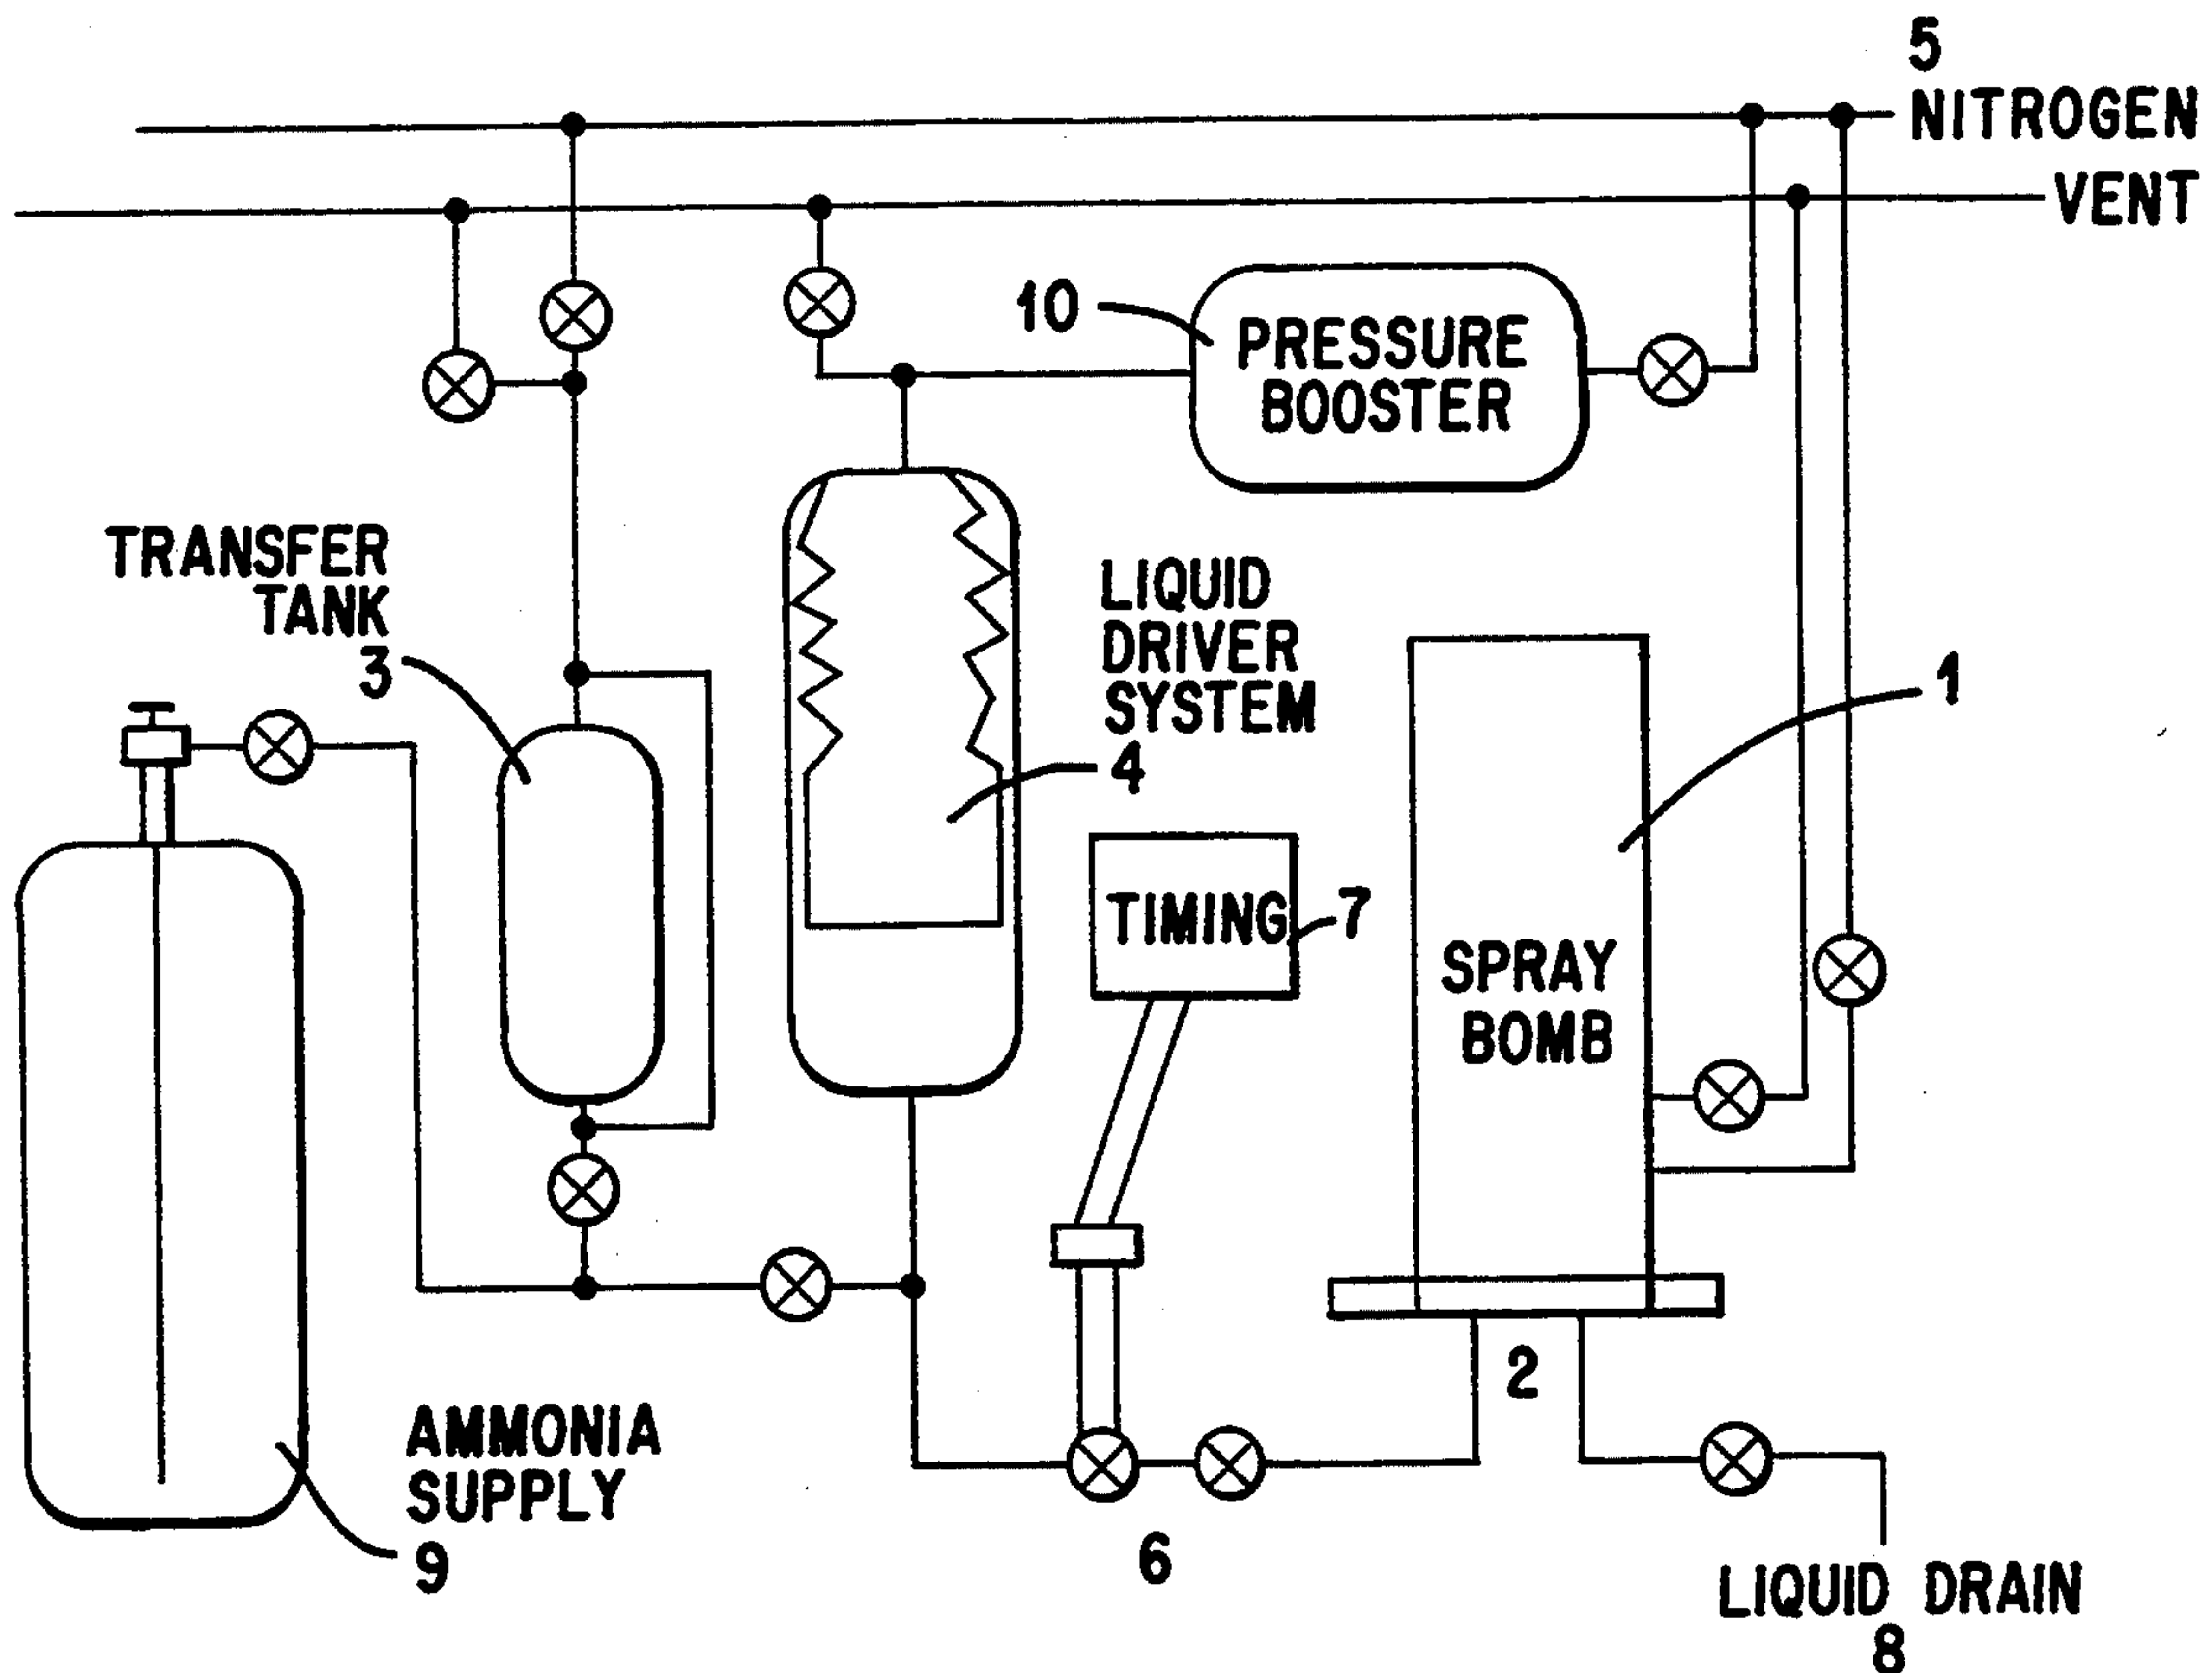 5
NITROGEN
VENT
10
PRESSURE
BOOSTER
TRANSFER
TANK
3
LIQUID
DRIVER
SYSTEM
4
1
TIMING
7
SPRAY
BOMB
2
AMMONIA
SUPPLY
9
6
LIQUID DRAIN
8